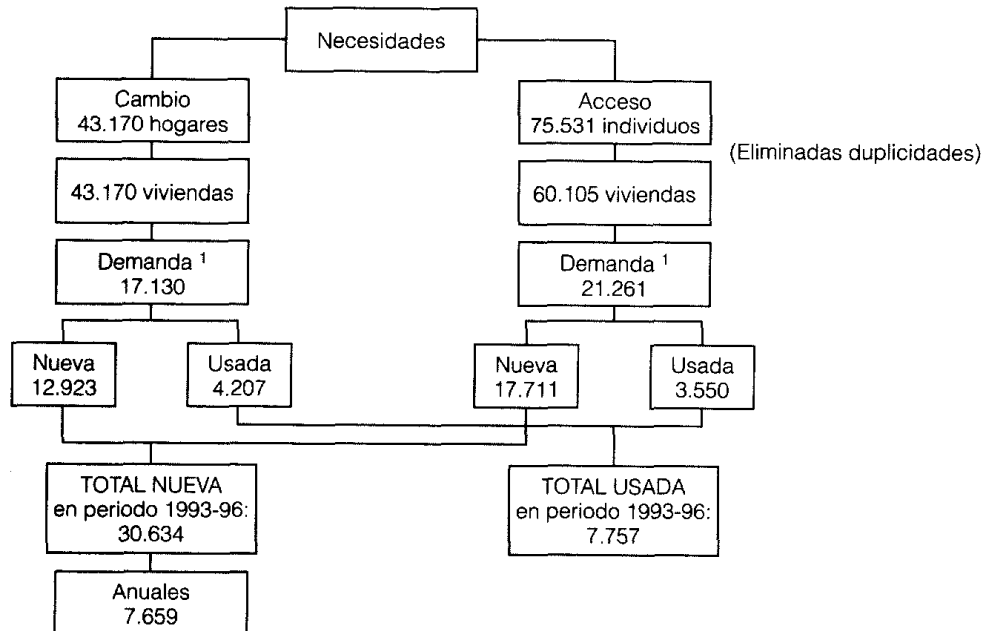 Necesidades
Cambio
43.170 hogares
Acceso
75.531 individuos
(Eliminadas duplicidades)
43.170 viviendas
60.105 viviendas
Demanda 1
17.130
Demanda 1
21.261
Nueva
12.923
Usada
4.207
Nueva
17.711
Usada
3.550
TOTAL NUEVA
en periodo 1993-96:
30.634
TOTAL USADA
en periodo 1993-96:
7.757
Anuales
7.659